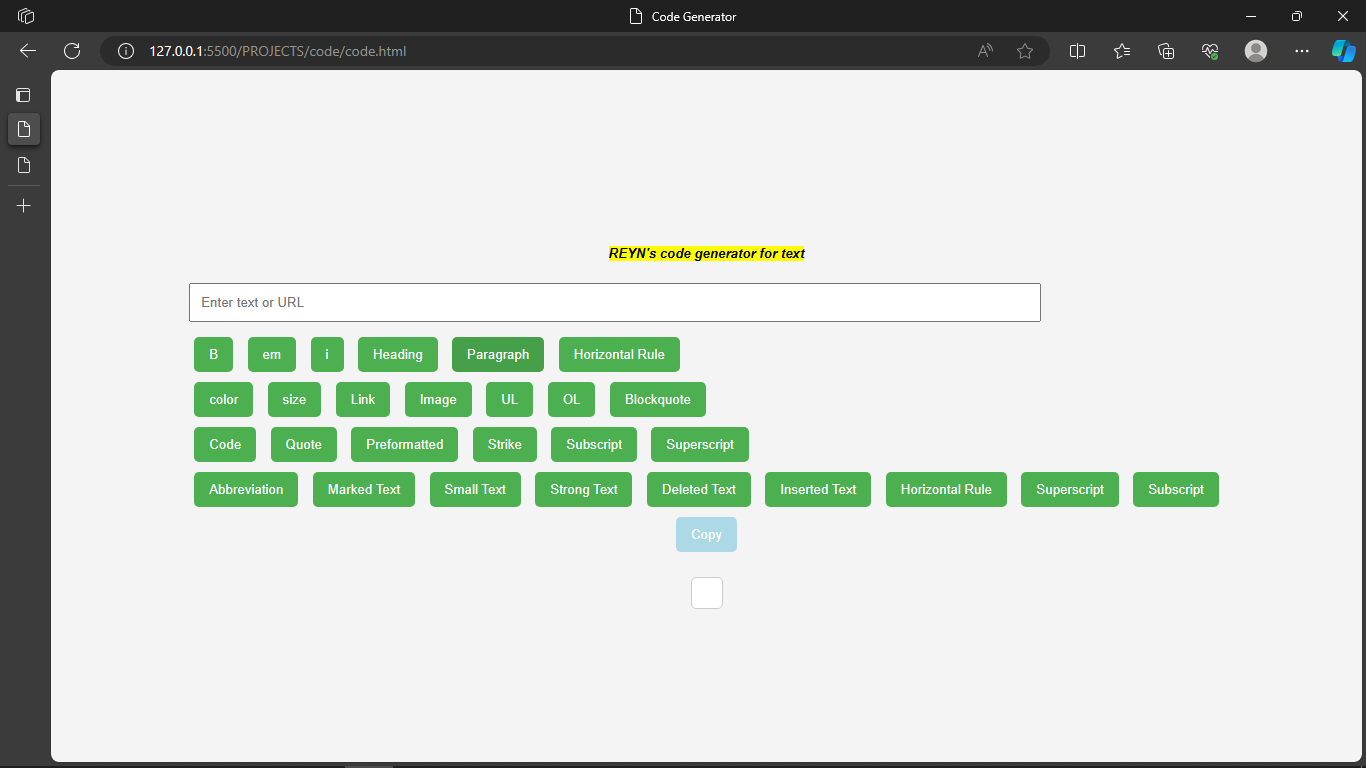 Code Generator
127.0.0.1:5500/PROJECTS/code/code.html
REYN's code generator for text
Enter text or URL
B em i Heading Paragraph Horizontal Rule
color size Link Image UL OL Blockquote
Code Quote Preformatted Strike Subscript Superscript
Abbreviation Marked Text Small Text Strong Text Deleted Text Inserted Text Horizontal Rule Superscript Subscript
Copy